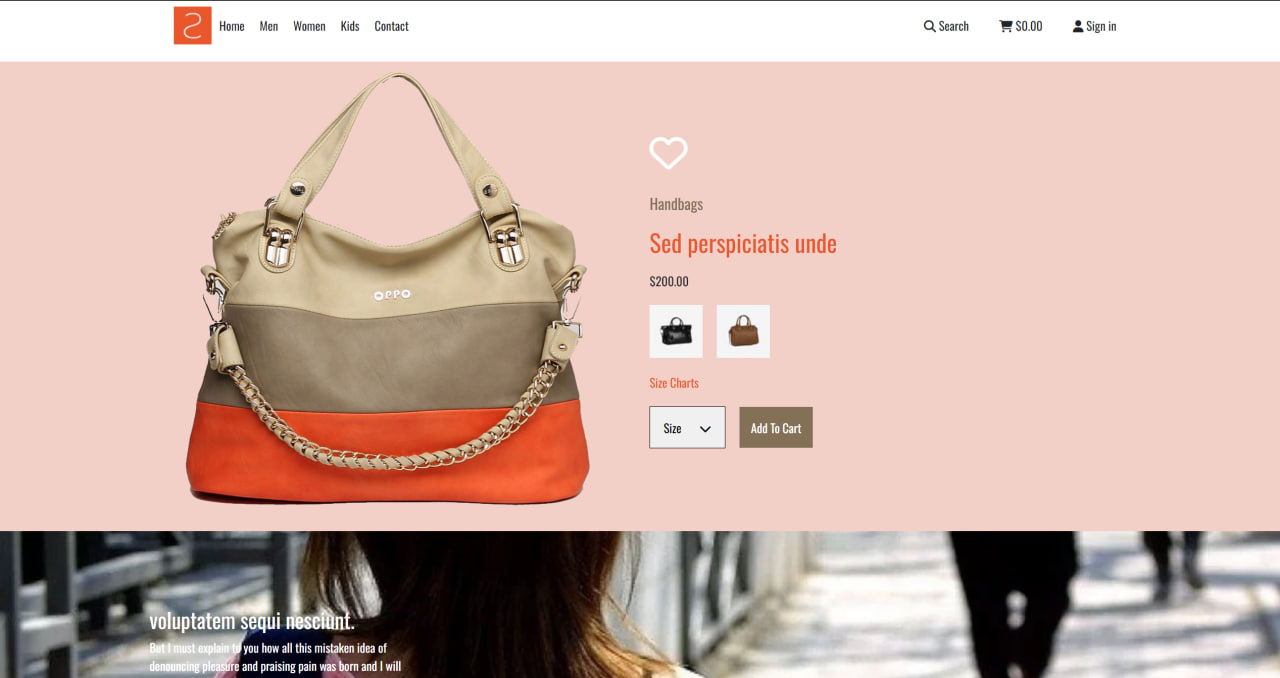 Home Men Women Kids Contact Search $0.00 Sign in
OPPO
Handbags
Sed perspiciatis unde
$200.00
Size Charts
Size Add To Cart
voluptatem sequi nesciunt.
But I must explain to you how all this mistaken idea of
denouncing pleasure and praising pain was born and I will